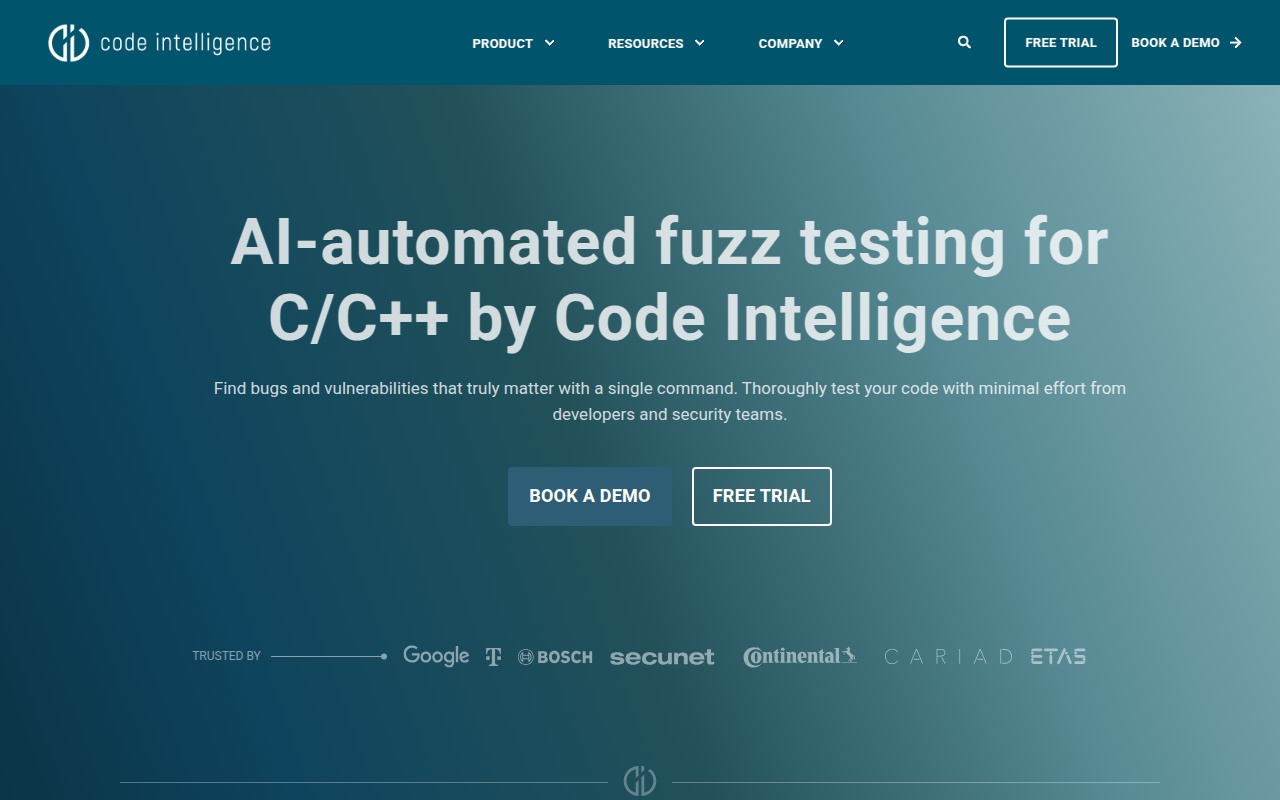 code intelligence
PRODUCT
RESOURCES
COMPANY
FREE TRIAL
BOOK A DEMO
AI-automated fuzz testing for
C/C++ by Code Intelligence
Find bugs and vulnerabilities that truly matter with a single command. Thoroughly test your code with minimal effort from
developers and security teams.
BOOK A DEMO
FREE TRIAL
TRUSTED BY
Google
T
BOSCH
secunet
Continental
CARIAD
ETAS